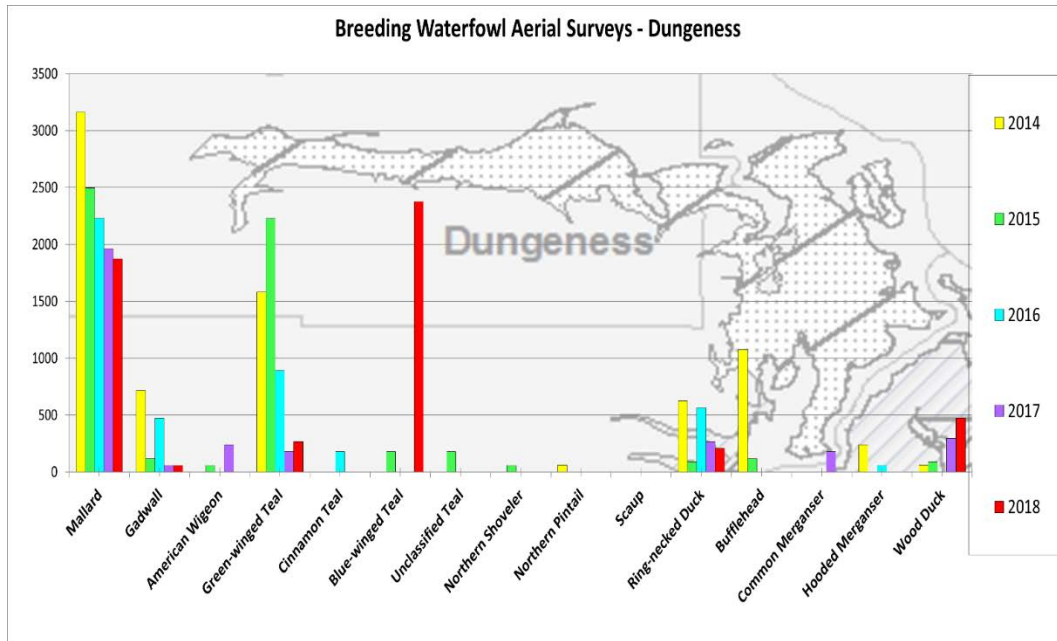 Breeding Waterfowl Aerial Surveys - Dungeness
3500
3000
2500
2000
1500
1000
500
0
Dungeness
Mallard
Gadwall
American Wigeon
Green-winged Teal
Cinnamon Teal
Blue-winged Teal
Unclassified Teal
Northern Shoveler
Northern Pintail
Scaup
Ring-necked Duck
Bufflehead
Common Merganser
Hooded Merganser
Wood Duck
2014
2015
2016
2017
2018